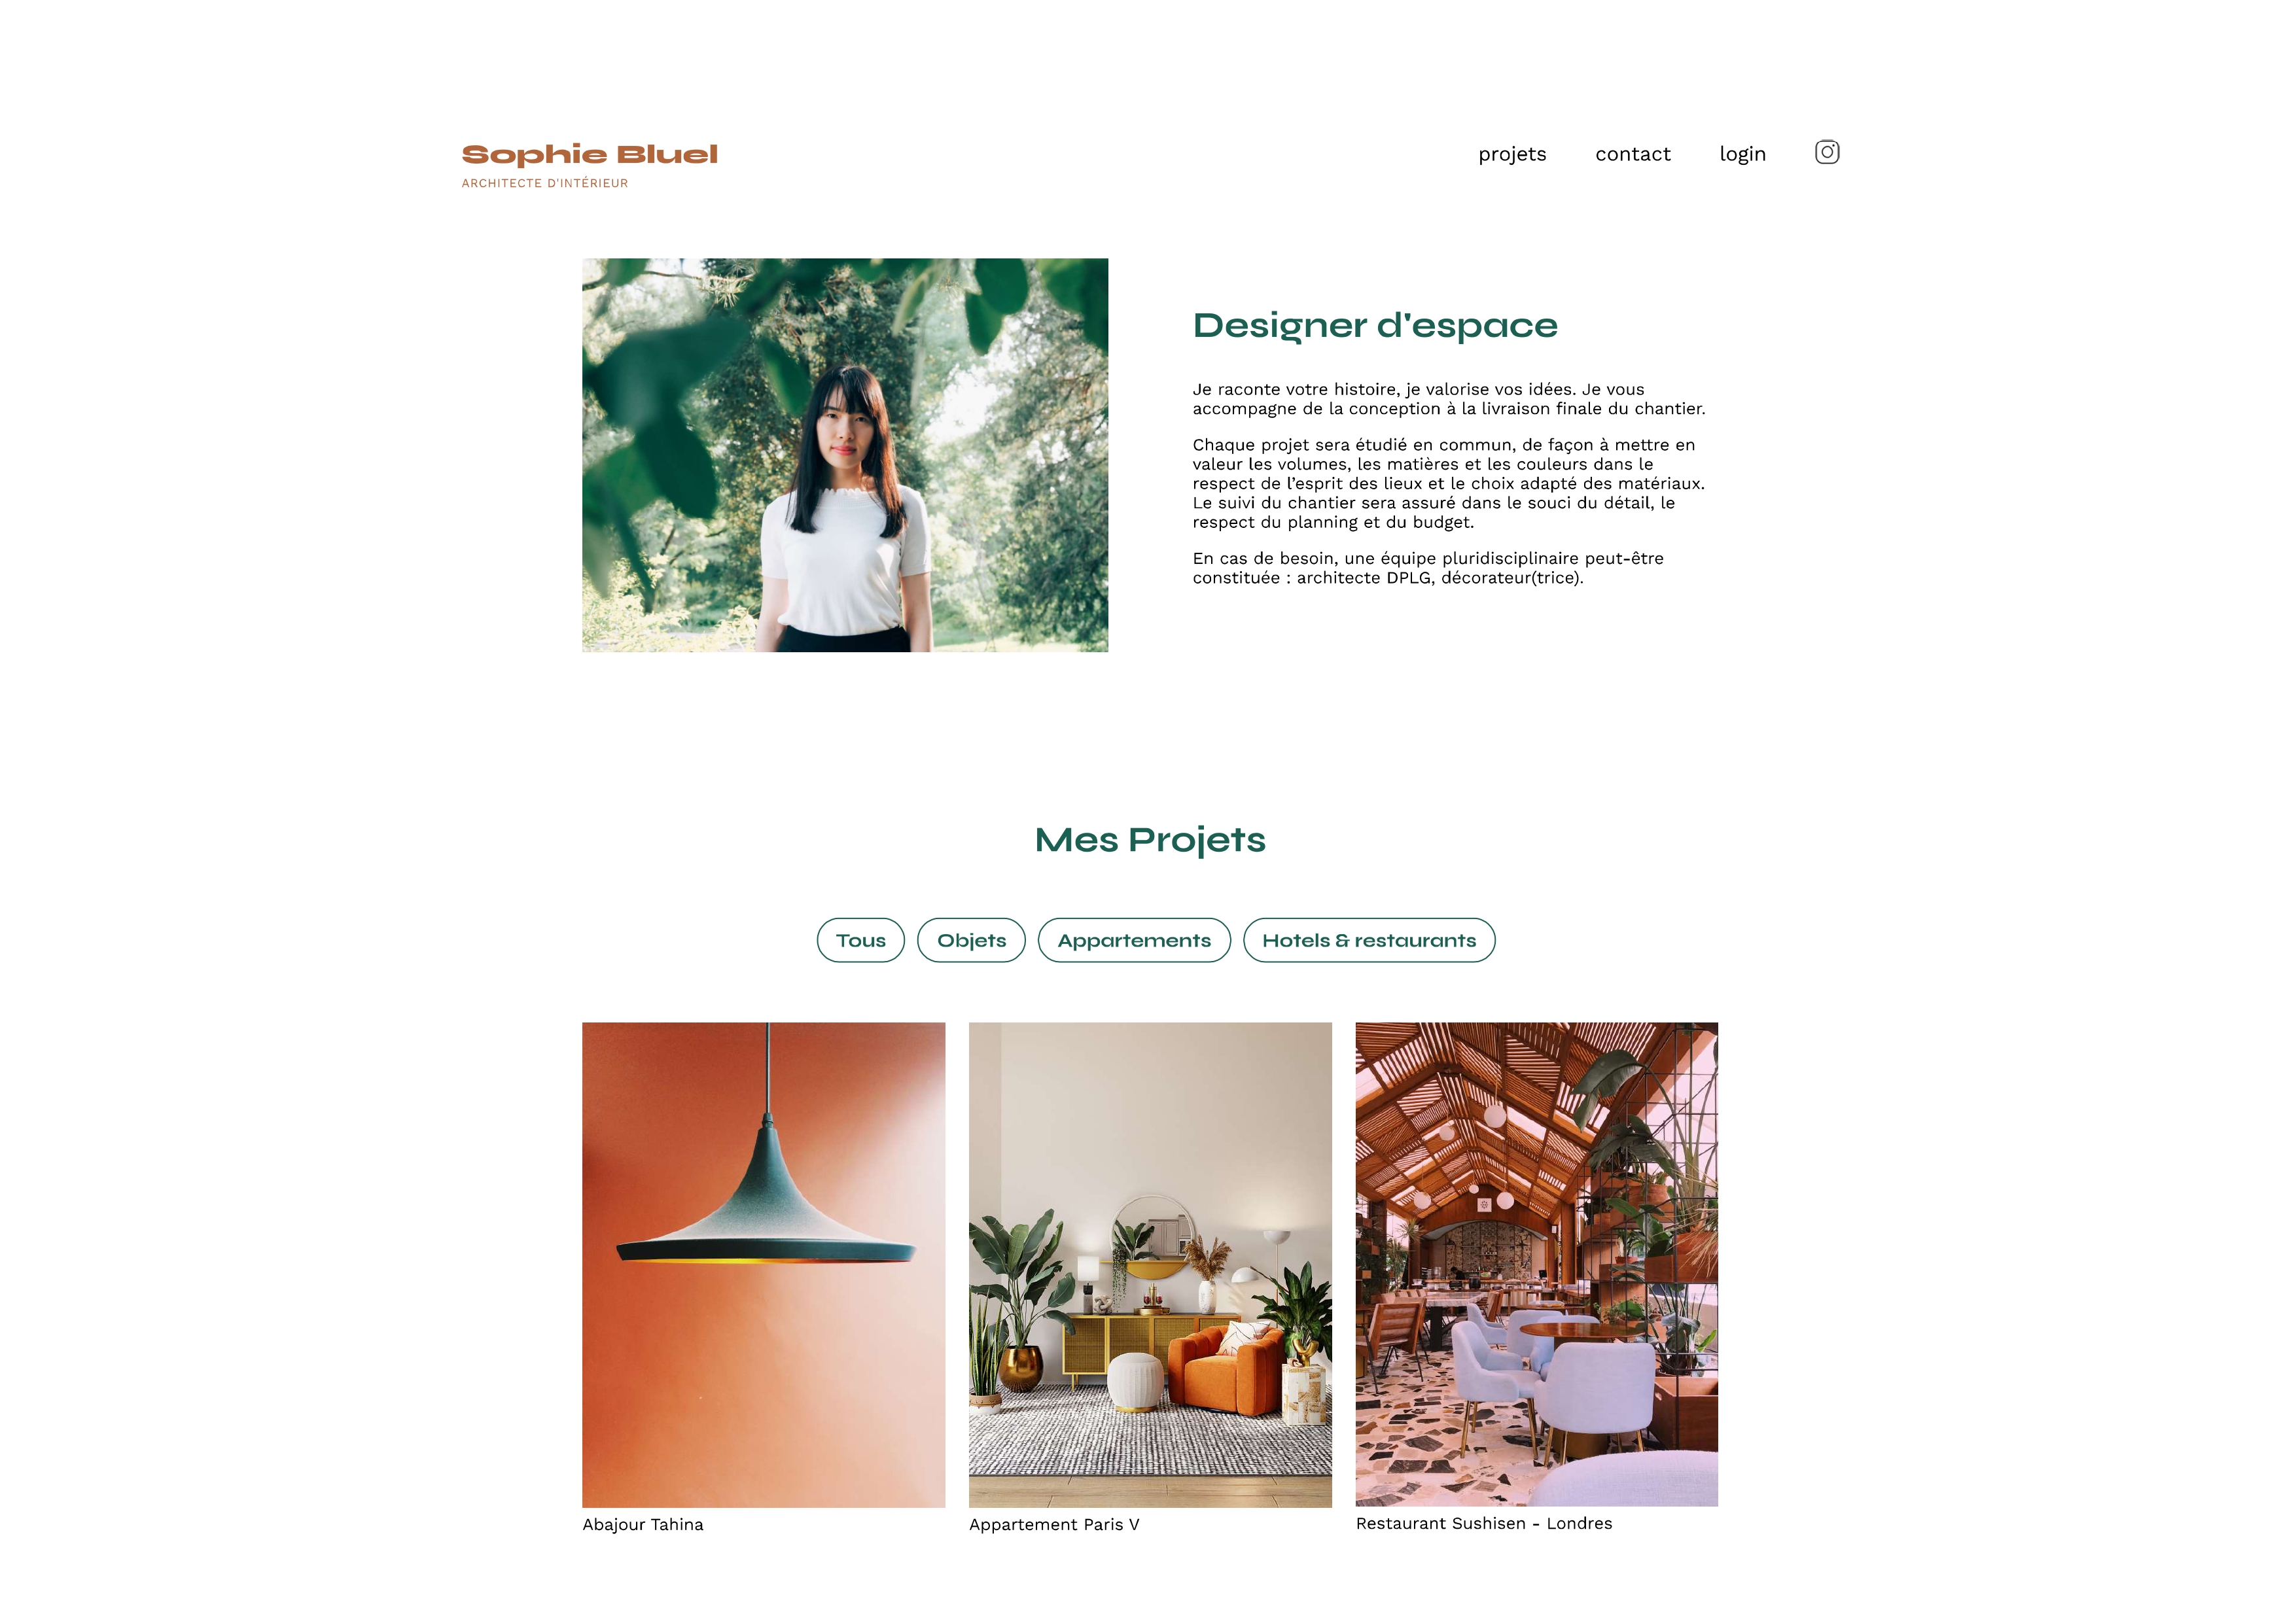 Sophie Bluel
ARCHITECTE D'INTÉRIEUR
projets contact login
Designer d'espace
Je raconte votre histoire, je valorise vos idées. Je vous
accompagne de la conception à la livraison finale du chantier.
Chaque projet sera étudié en commun, de façon à mettre en
valeur les volumes, les matières et les couleurs dans le
respect de l’esprit des lieux et le choix adapté des matériaux.
Le suivi du chantier sera assuré dans le souci du détail, le
respect du planning et du budget.
En cas de besoin, une équipe pluridisciplinaire peut-être
constituée : architecte DPLG, décorateur(trice).
Mes Projets
Tous Objets Appartements Hotels & restaurants
Abajour Tahina
Appartement Paris V
Restaurant Sushisen - Londres